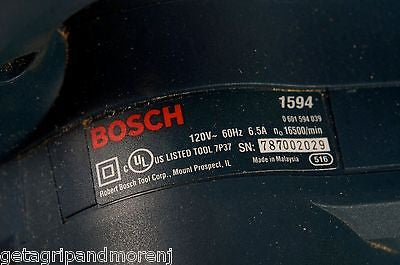 BOSCH
1594
0 601 594 039
120V~ 60Hz 6.5A n₀ 16500/min
C UL US LISTED TOOL 7P37
SN: 787002029
Robert Bosch Tool Corp., Mount Prospect, IL
Made in Malaysia
516
getagripandmorenj